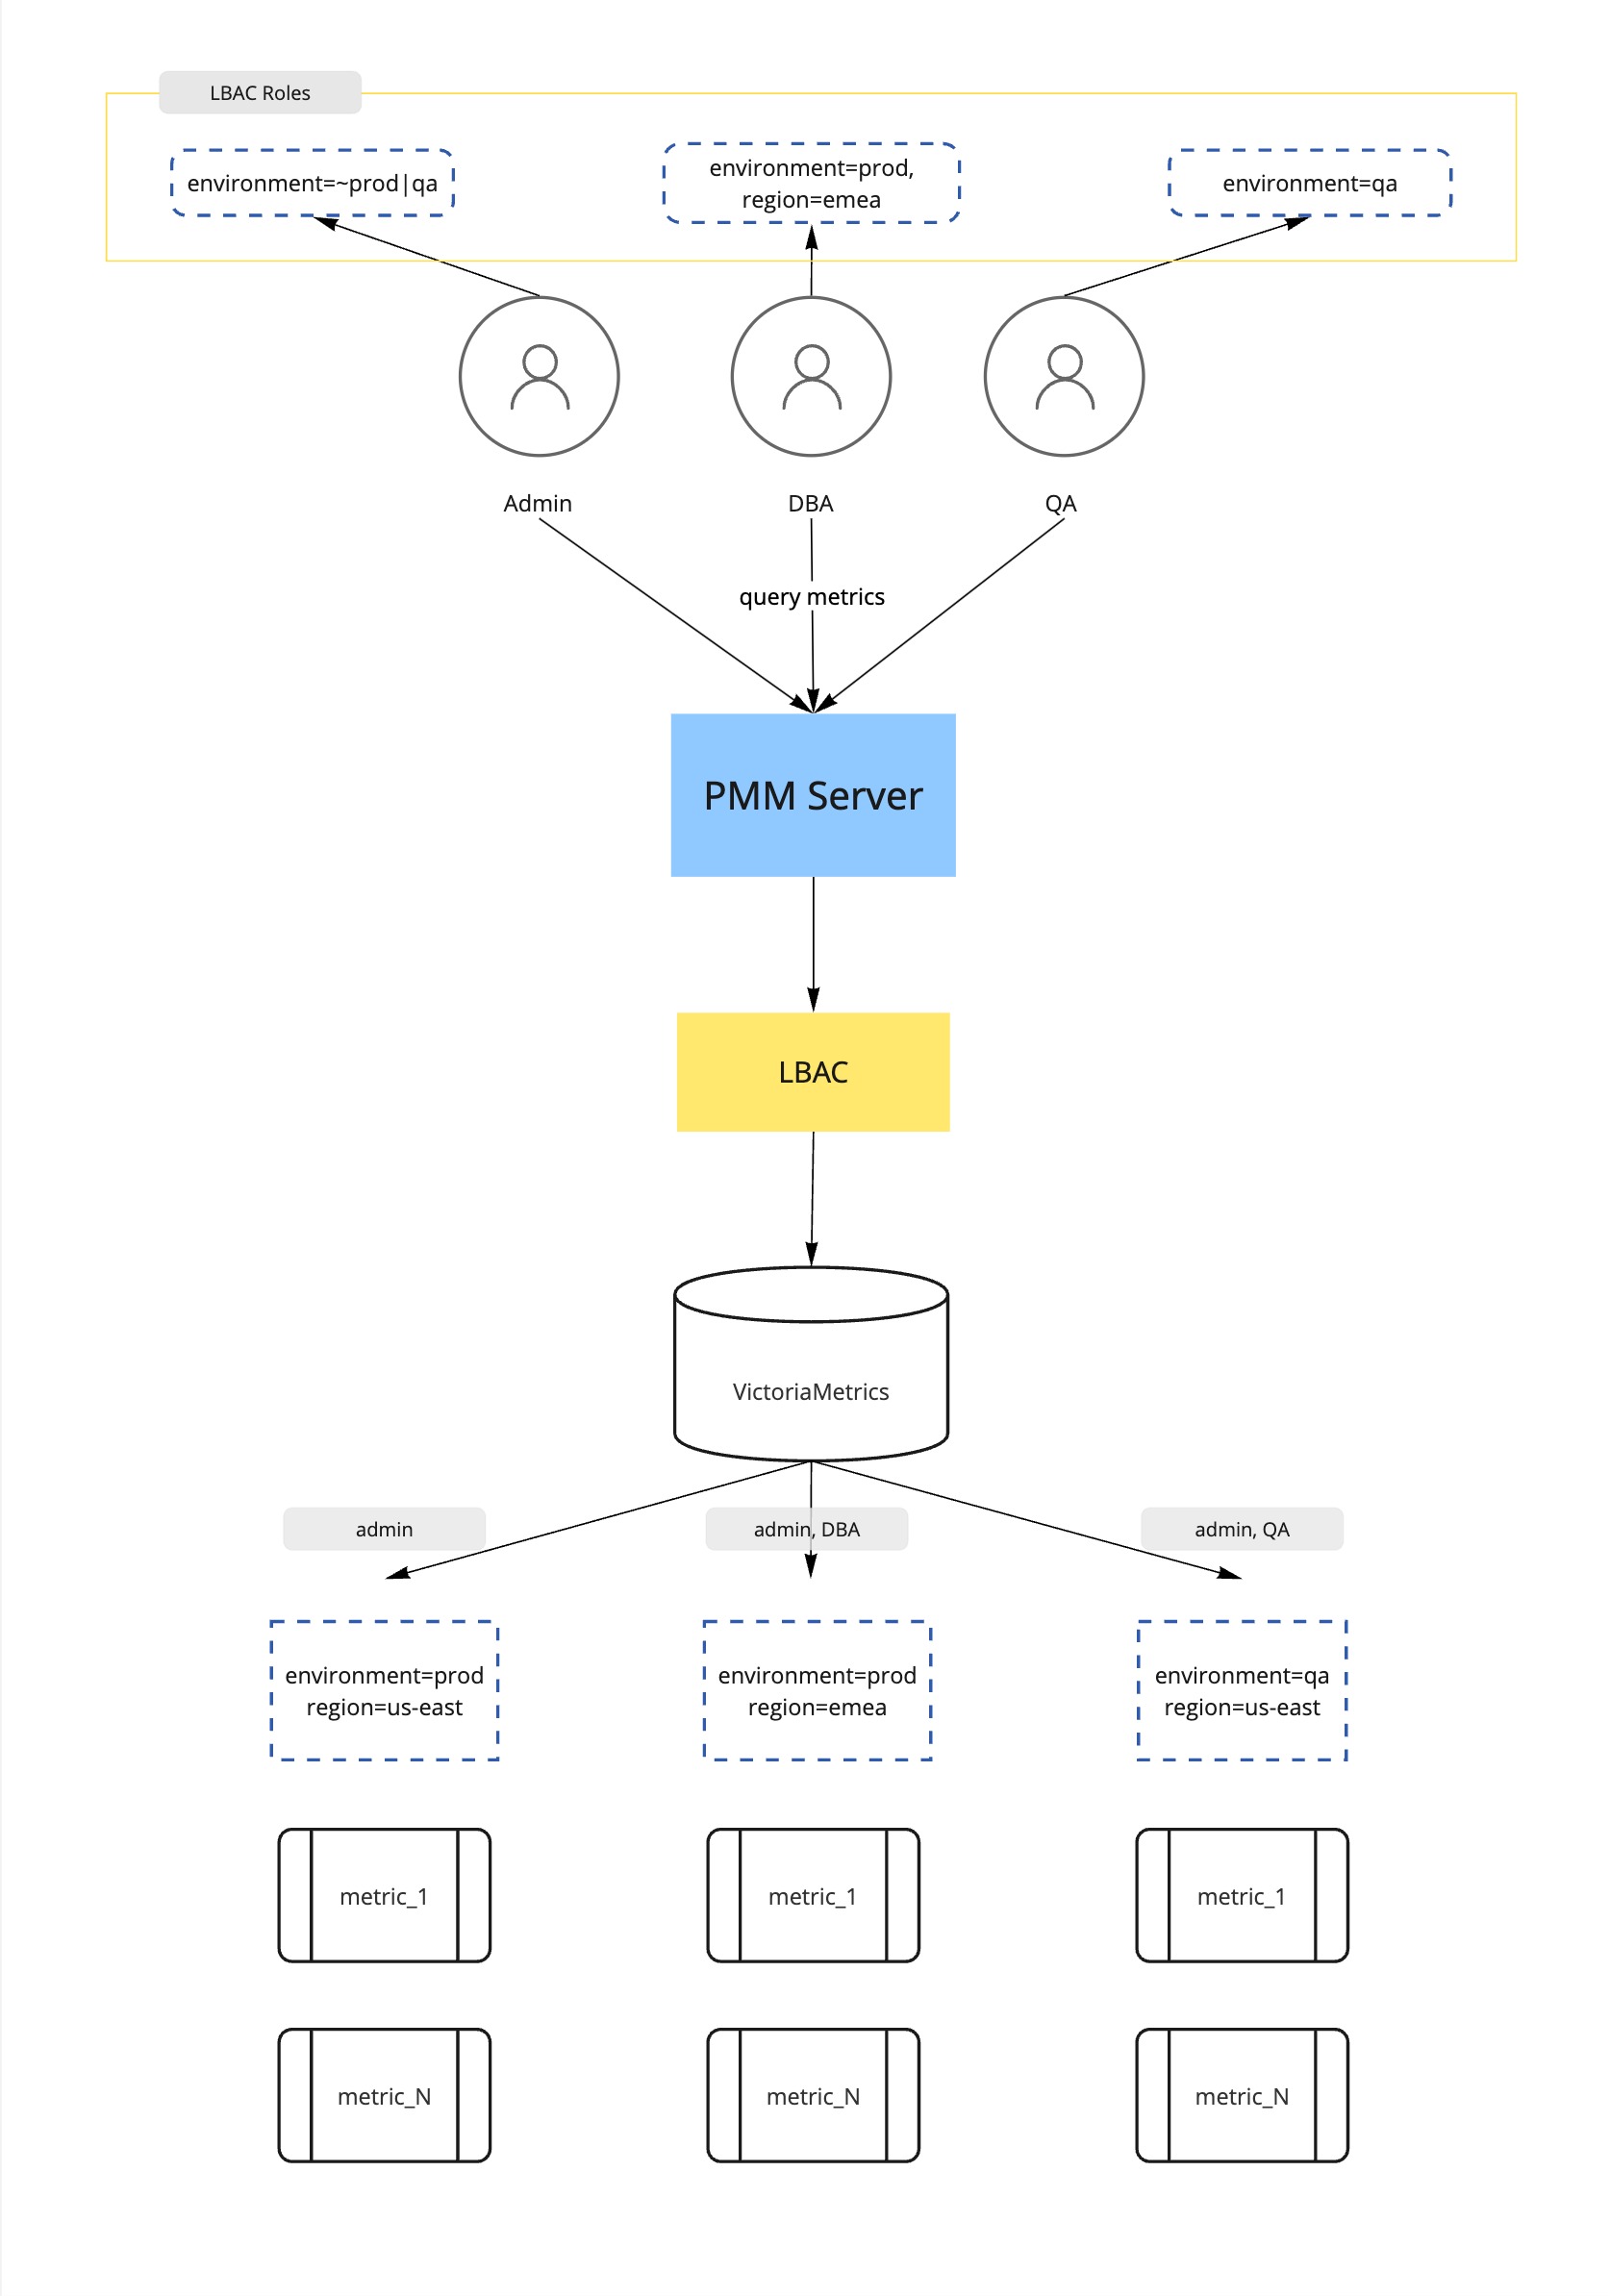 LBAC Roles
environment=~prod|qa
environment=prod,
region=emea
environment=qa
Admin
DBA
QA
query metrics
PMM Server
LBAC
VictoriaMetrics
admin
admin, DBA
admin, QA
environment=prod
region=us-east
environment=prod
region=emea
environment=qa
region=us-east
metric_1
metric_1
metric_1
metric_N
metric_N
metric_N